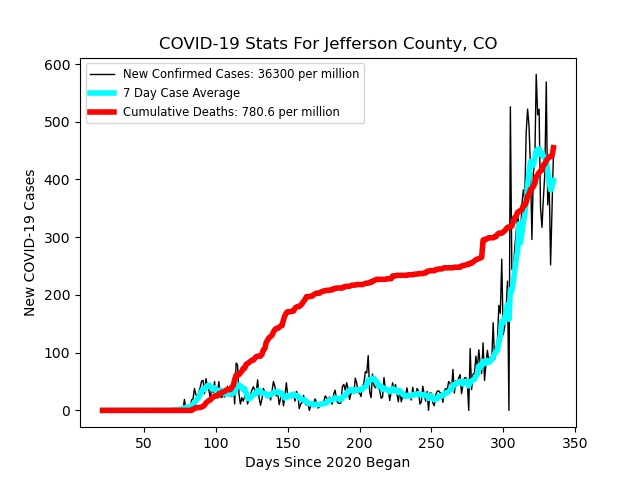 COVID-19 Stats For Jefferson County, CO
New Confirmed Cases: 36300 per million
7 Day Case Average
Cumulative Deaths: 780.6 per million
New COVID-19 Cases
600
500
400
300
200
100
0
50 100 150 200 250 300 350
Days Since 2020 Began